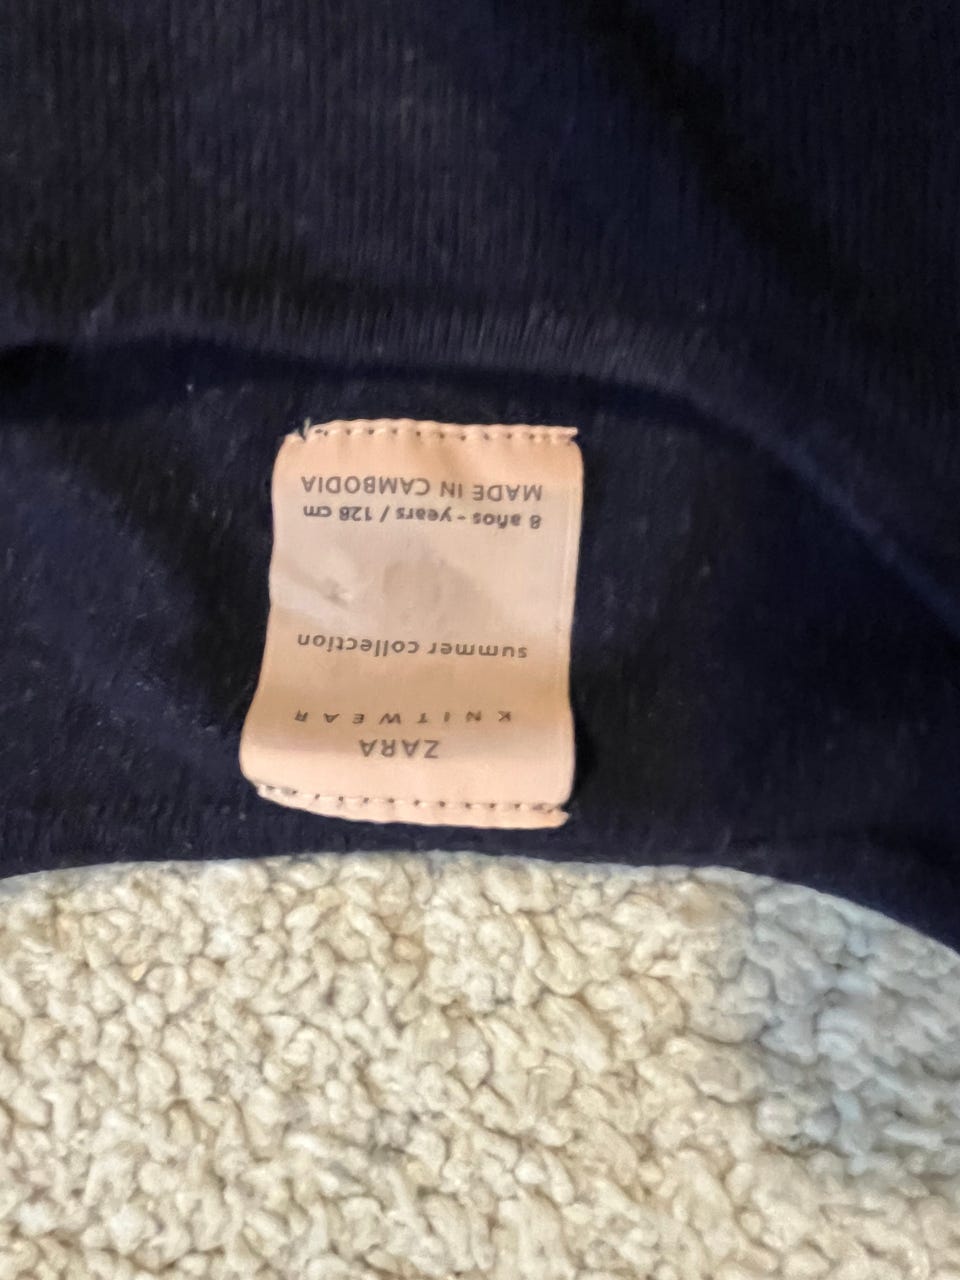 ZARA
KNITWEAR
summer collection
8 años - years / 128 cm
MADE IN CAMBODIA